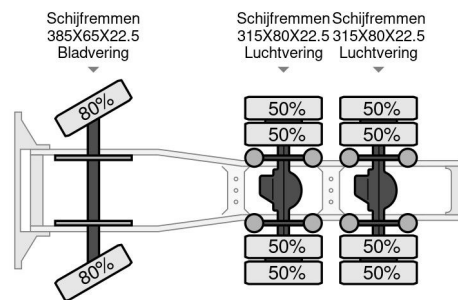 Schijfremmen
385X65X22.5
Bladvering
Schijfremmen
315X80X22.5
Luchtvering
Schijfremmen
315X80X22.5
Luchtvering
80%
50%
50%
50%
50%
80%
50%
50%
50%
50%